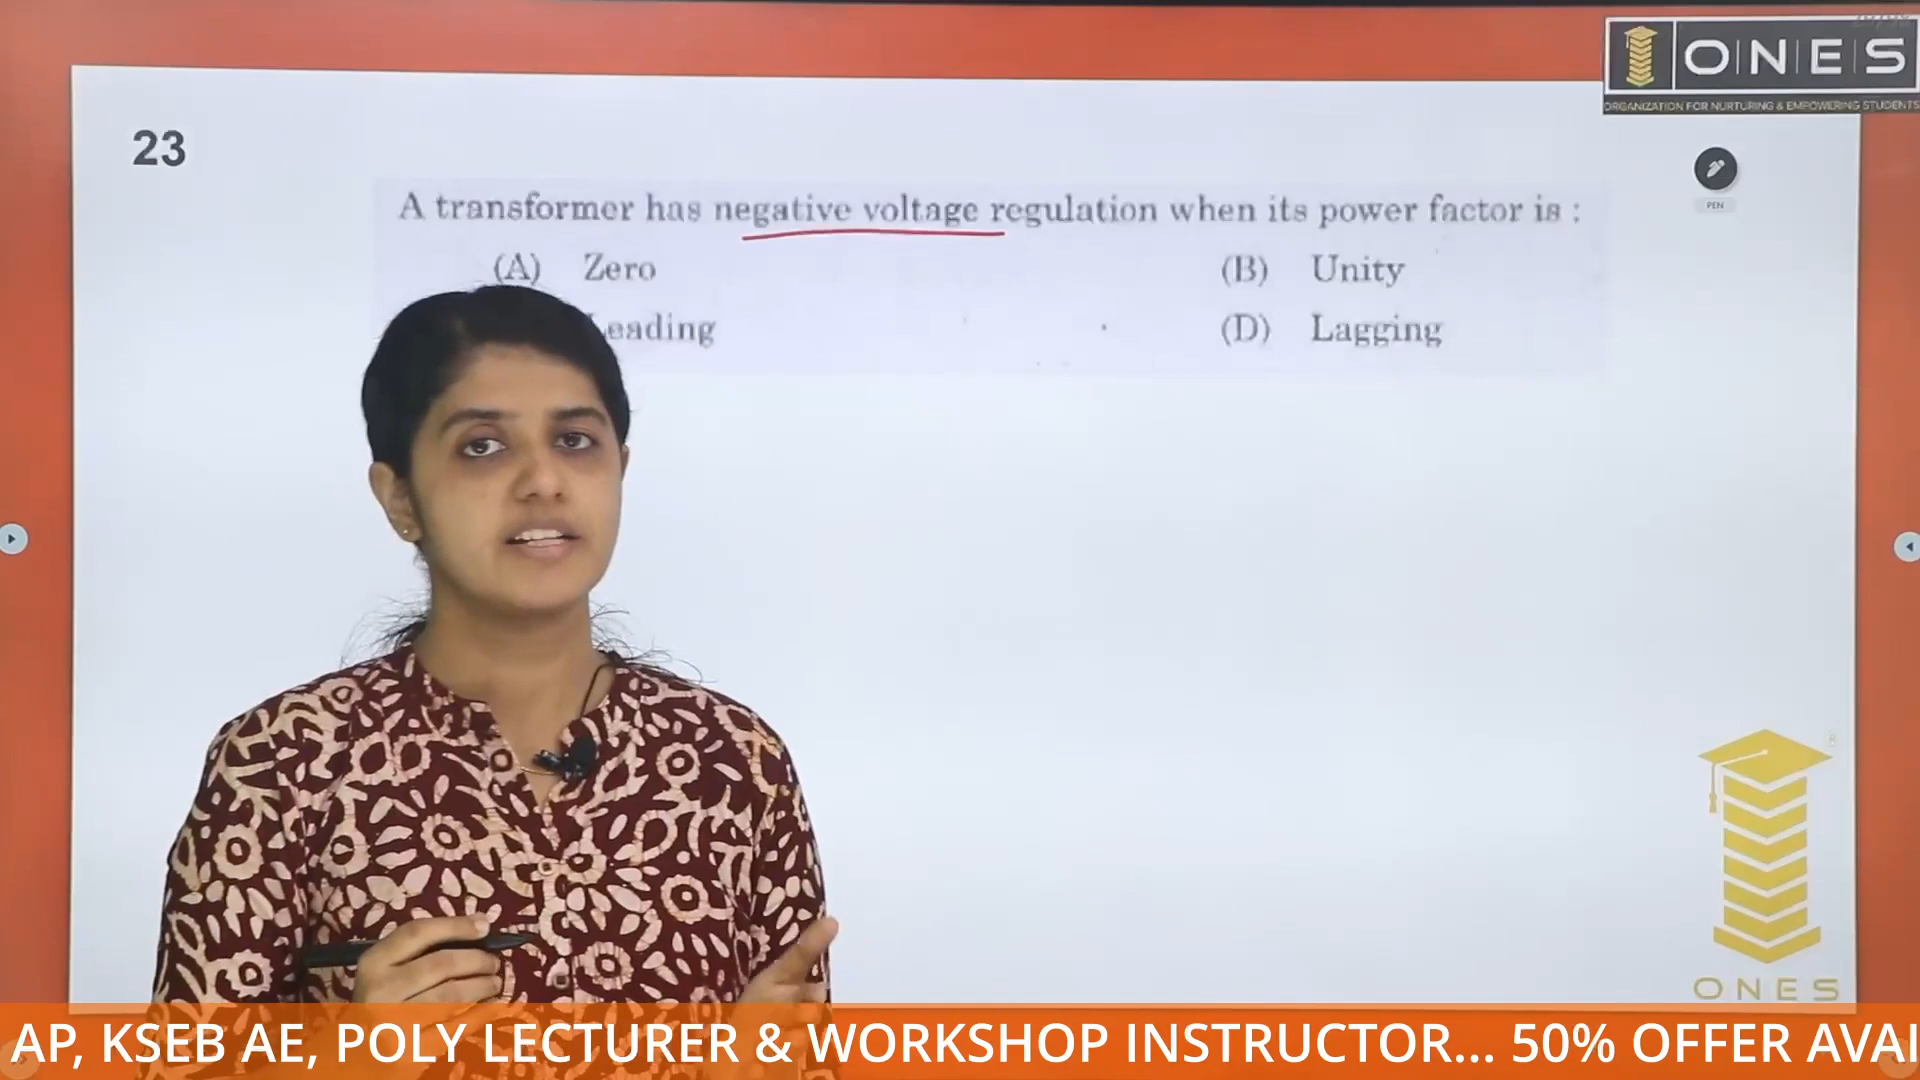 ONES
ORGANIZATION FOR NURTURING & EMPOWERING STUDENTS
23
PEN
A transformer has negative voltage regulation when its power factor is :
(A) Zero
(B) Unity
Leading
(D) Lagging
ONES
AP, KSEB AE, POLY LECTURER & WORKSHOP INSTRUCTOR... 50% OFFER AVAI